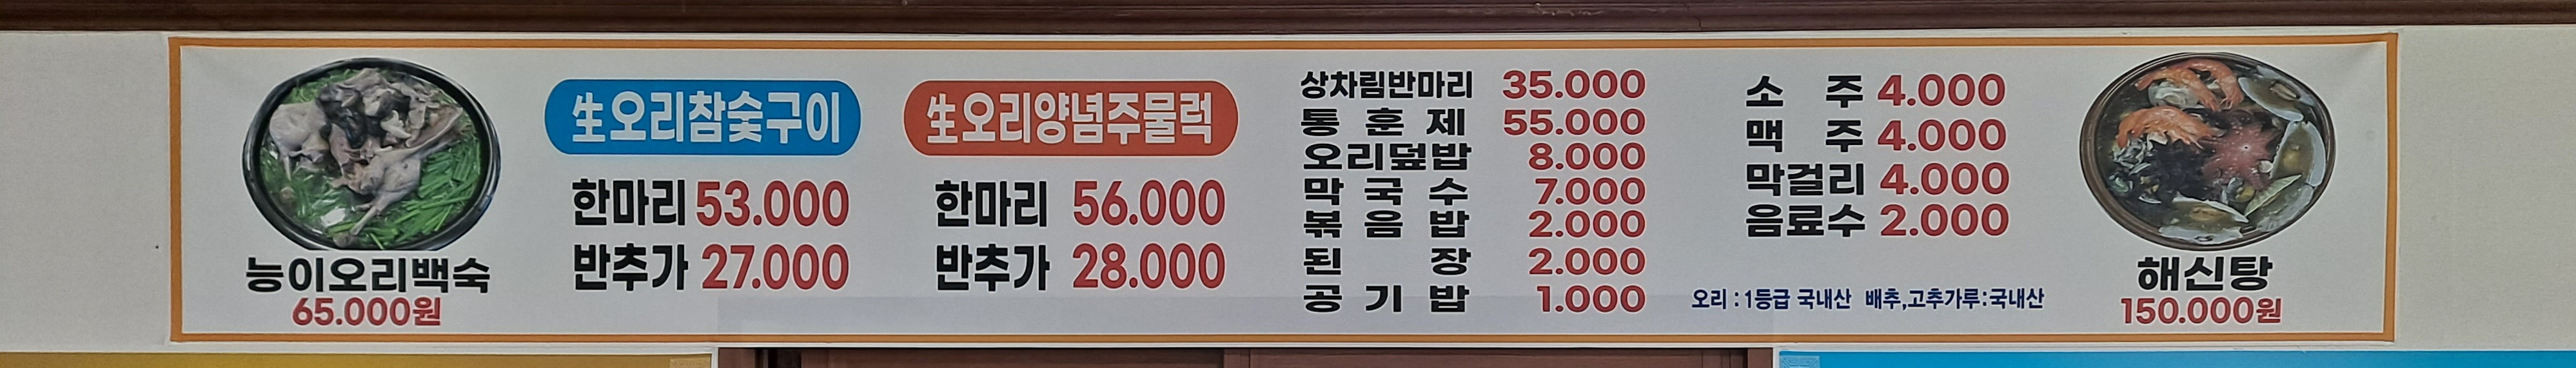 능이오리백숙
65.000원
生오리참숯구이
한마리 53.000
반추가 27.000
生오리양념주물럭
한마리 56.000
반추가 28.000
상차림반마리 35.000
통 훈 제 55.000
오리덮밥 8.000
막 국 수 7.000
볶 음 밥 2.000
된 장 2.000
공 기 밥 1.000
소 주 4.000
맥 주 4.000
막걸리 4.000
음료수 2.000
오리 : 1등급 국내산 배추,고추가루:국내산
해신탕
150.000원